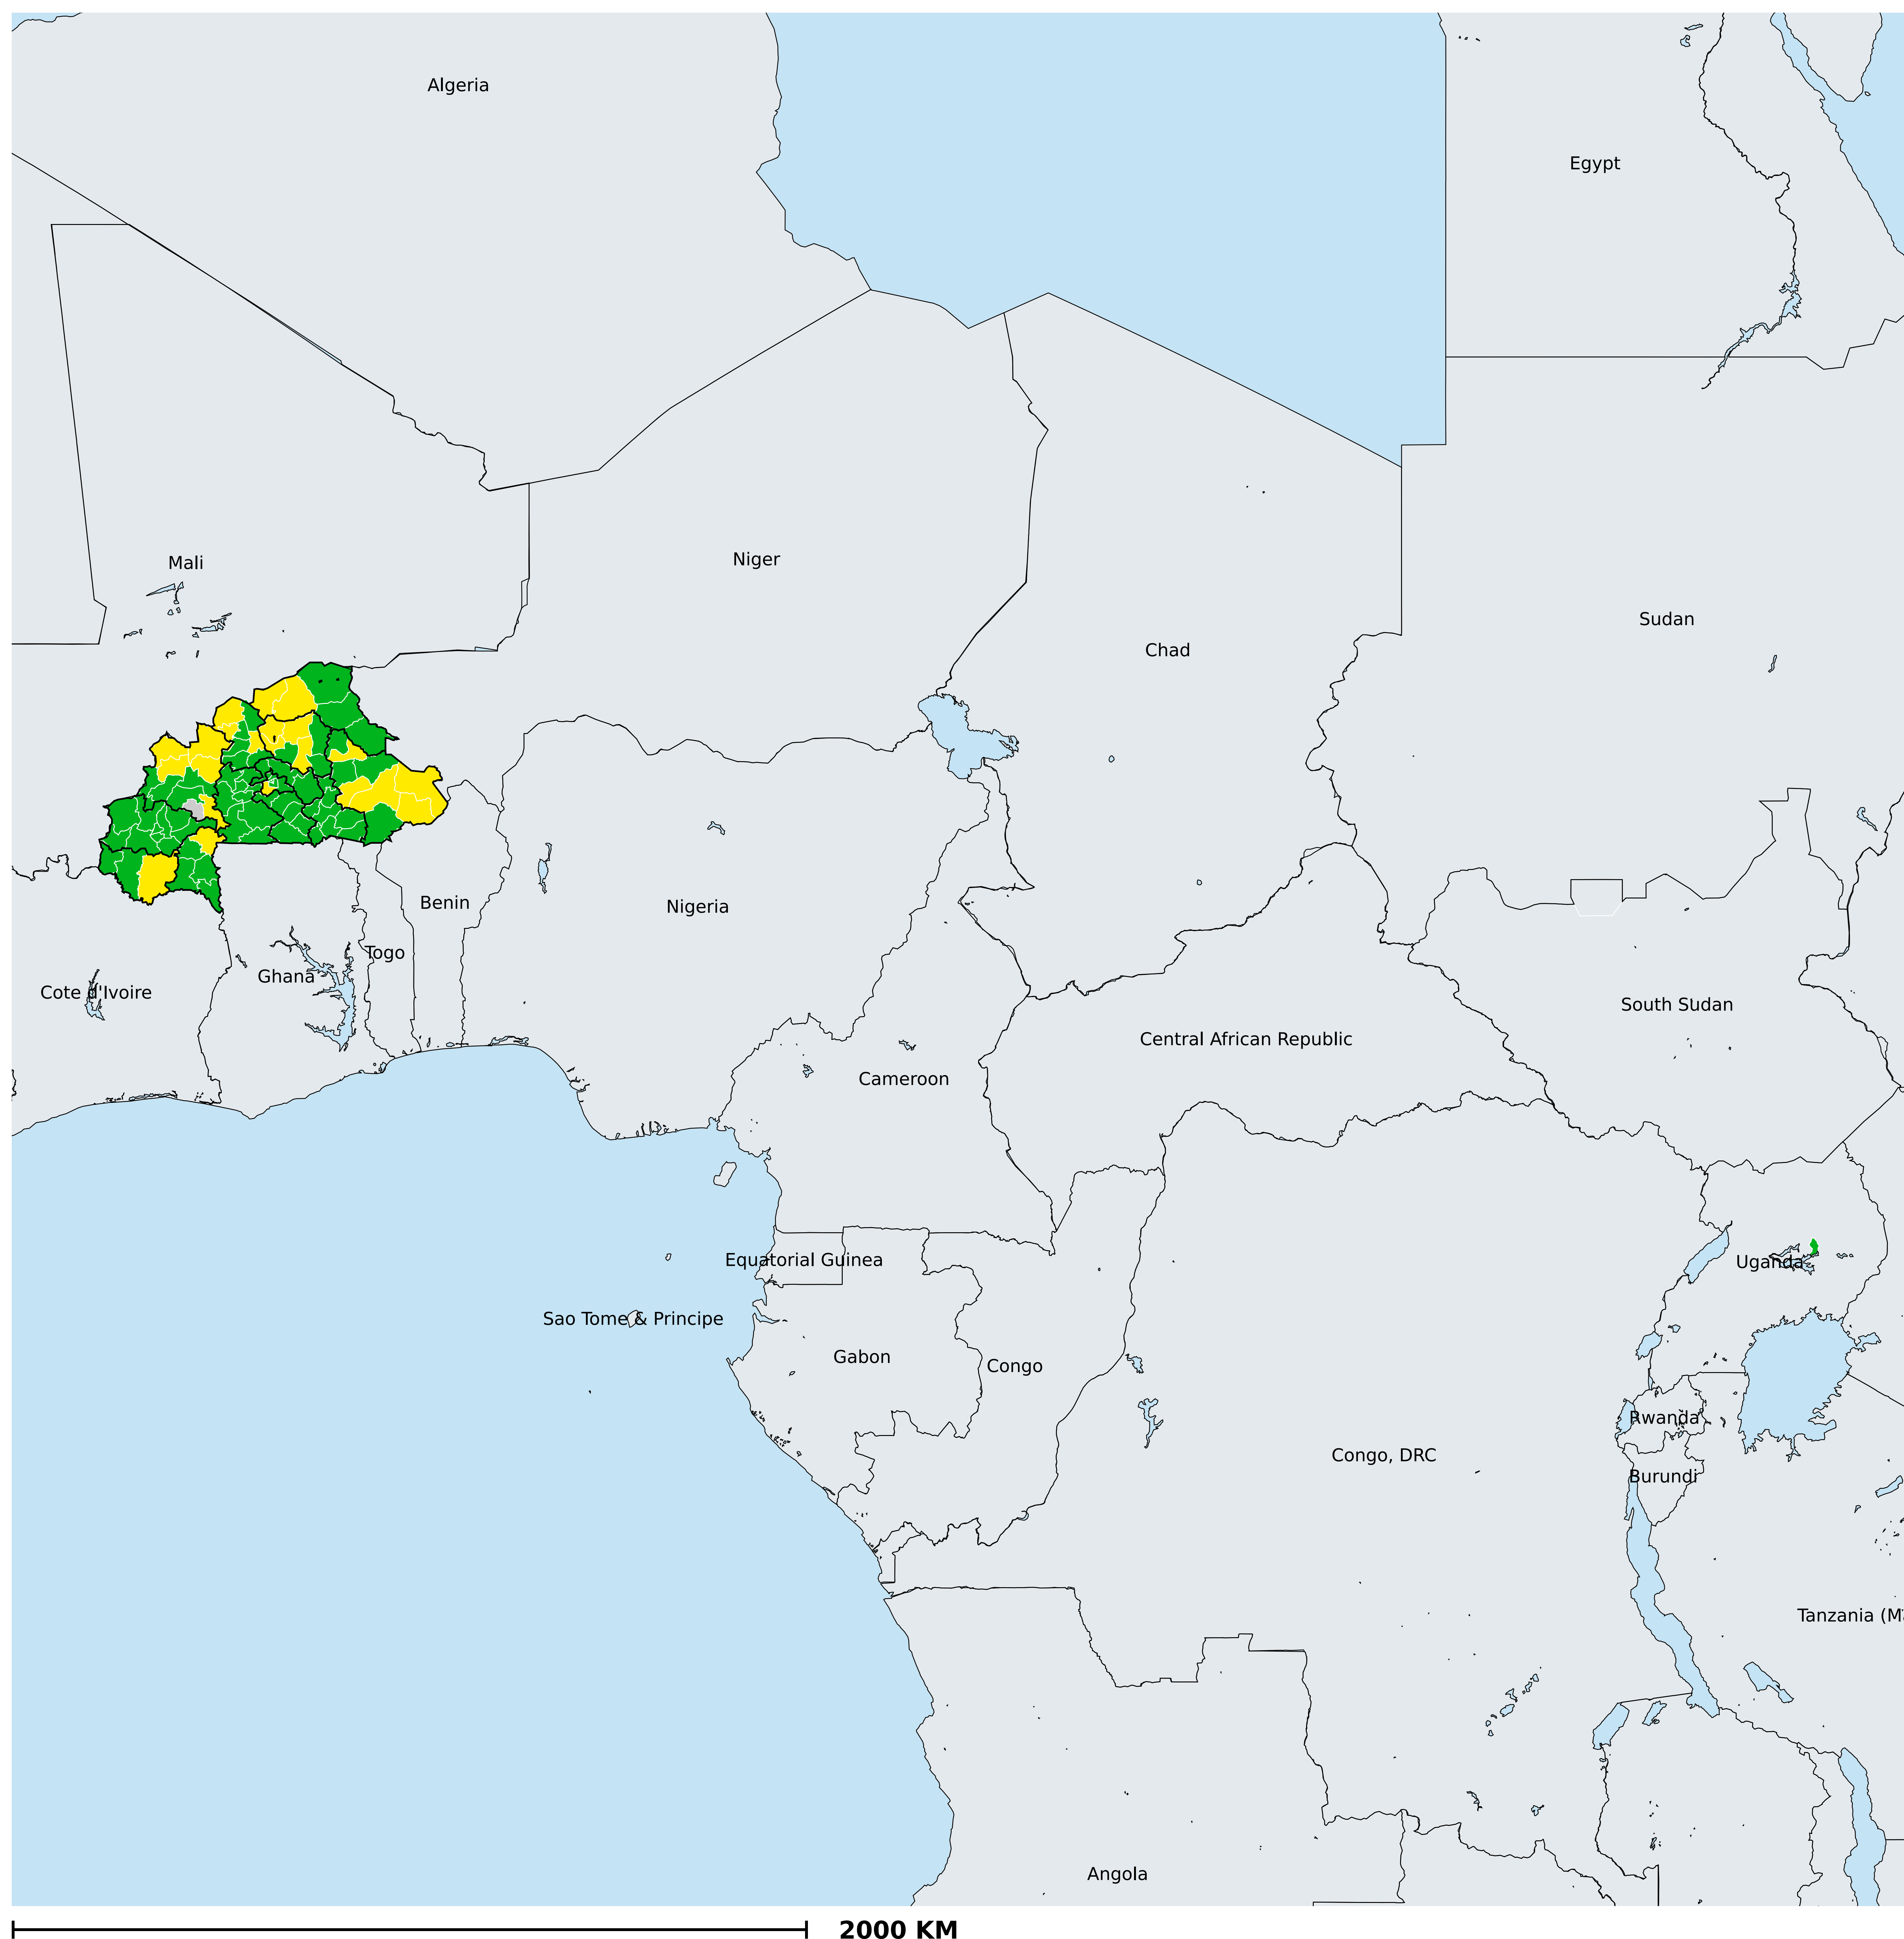 Algeria
Egypt
Mali
Niger
Sudan
Chad
Benin
Nigeria
Togo
Ghana
Cote d'Ivoire
South Sudan
Central African Republic
Cameroon
Equatorial Guinea
Uganda
Sao Tome & Principe
Gabon
Congo
Rwanda
Congo, DRC
Burundi
Tanzania (M
Angola
2000 KM